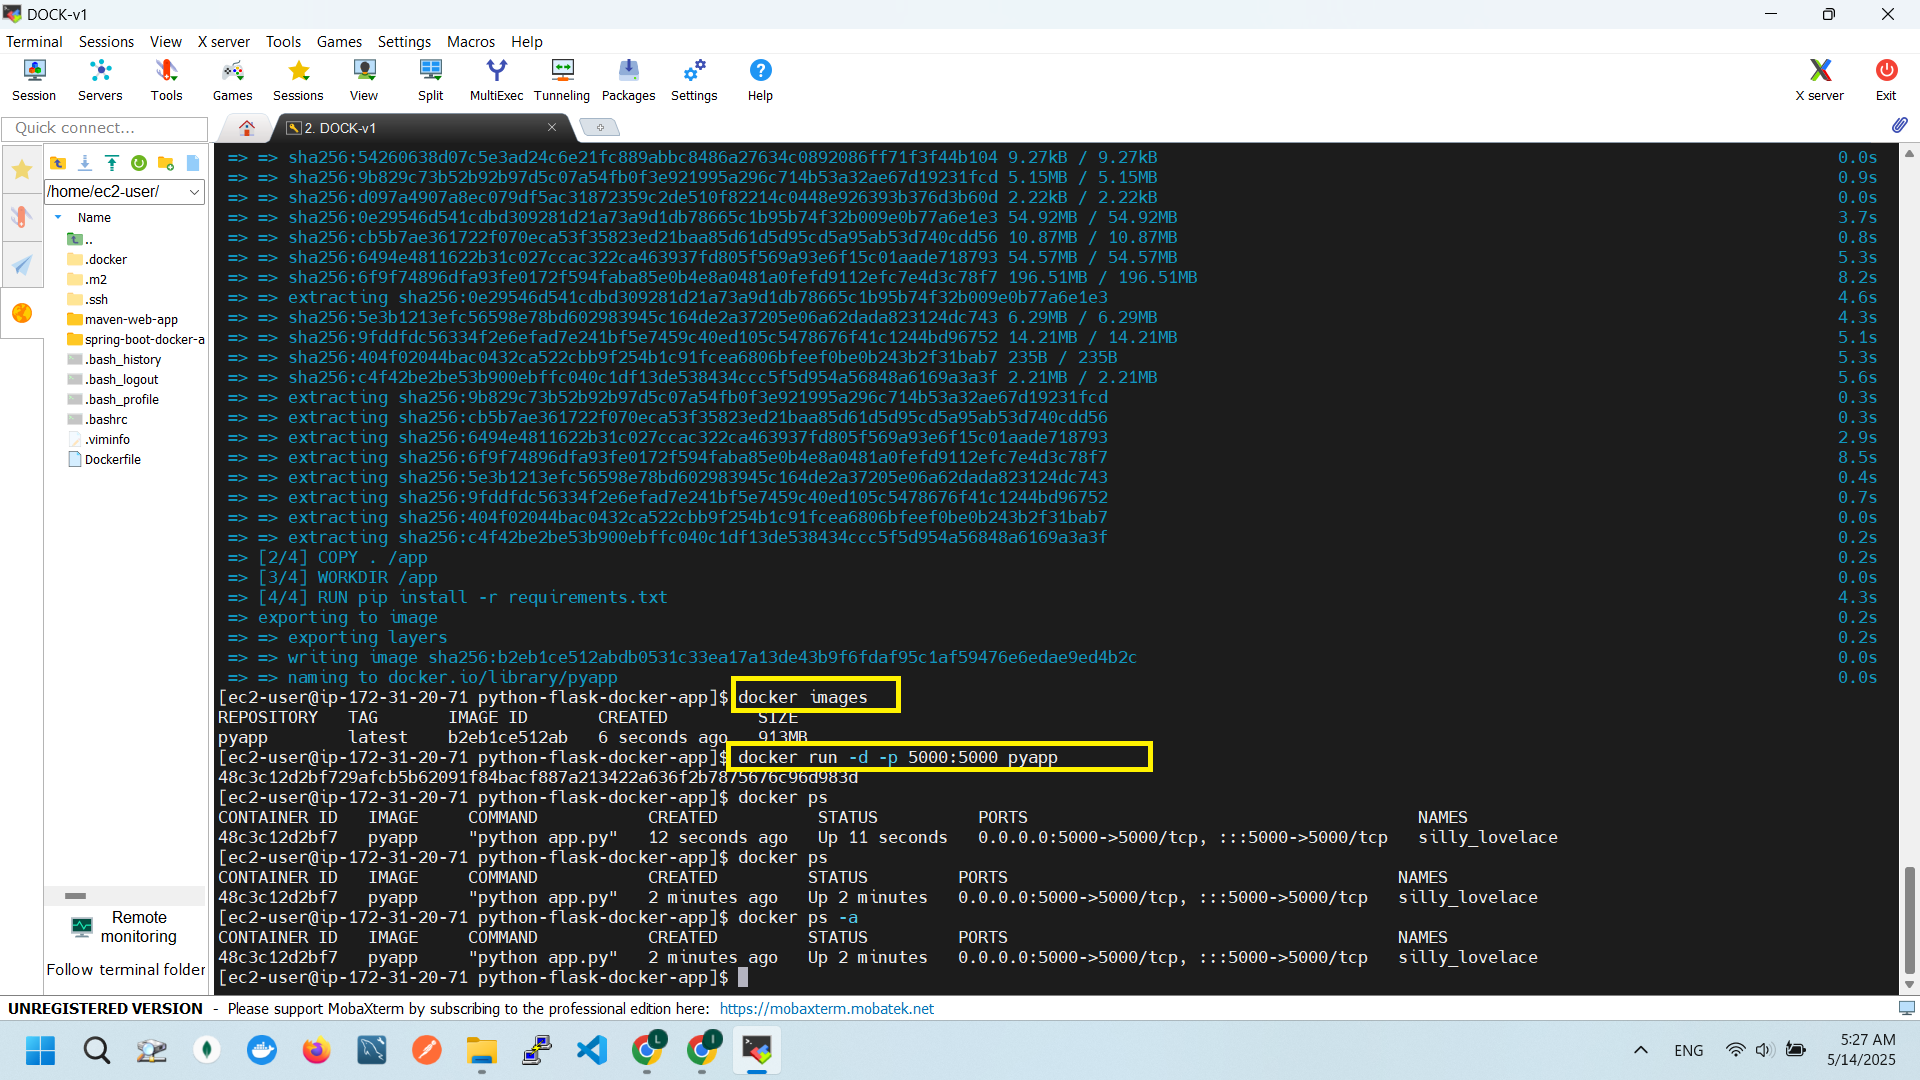 DOCK-v1
Terminal Sessions View X server Tools Games Settings Macros Help
Session Servers Tools Games Sessions View Split MultiExec Tunneling Packages Settings Help X server Exit
Quick connect...
2. DOCK-v1
/home/ec2-user/
Name
..
.docker
.m2
.ssh
maven-web-app
spring-boot-docker-a
.bash_history
.bash_logout
.bash_profile
.bashrc
.viminfo
Dockerfile
Remote
monitoring
Follow terminal folder
=> => sha256:54260638d07c5e3ad24c6e21fc889abbc8486a27634c0892086ff71f3f44b104 9.27kB / 9.27kB 0.0s
=> => sha256:9b829c73b52b92b97d5c07a54fb0f3e921995a296c714b53a32ae67d19231fcd 5.15MB / 5.15MB 0.9s
=> => sha256:d097a4907a8ec079df5ac31872359c2de510f82214c0448e926393b376d3b60d 2.22kB / 2.22kB 0.0s
=> => sha256:0e29546d541cdbd309281d21a73a9d1db78665c1b95b74f32b009e0b77a6e1e3 54.92MB / 54.92MB 3.7s
=> => sha256:cb5b7ae361722f070eca53f35823ed21baa85d61d5d95cd5a95ab53d740cdd56 10.87MB / 10.87MB 0.8s
=> => sha256:6494e4811622b31c027ccac322ca463937fd805f569a93e6f15c01aade718793 54.57MB / 54.57MB 5.3s
=> => sha256:6f9f74896dfa93fe0172f594faba85e0b4e8a0481a0fefd9112efc7e4d3c78f7 196.51MB / 196.51MB 8.2s
=> => extracting sha256:0e29546d541cdbd309281d21a73a9d1db78665c1b95b74f32b009e0b77a6e1e3 4.6s
=> => sha256:5e3b1213efc56598e78bd602983945c164de2a37205e06a62dada823124dc743 6.29MB / 6.29MB 4.3s
=> => sha256:9fddfdc56334f2e6efad7e241bf5e7459c40ed105c5478676f41c1244bd96752 14.21MB / 14.21MB 5.1s
=> => sha256:404f02044bac0432ca522cbb9f254b1c91fcea6806bfeef0be0b243b2f31bab7 235B / 235B 5.3s
=> => sha256:c4f42be2be53b900ebffc040c1df13de538434ccc5f5d954a56848a6169a3a3f 2.21MB / 2.21MB 5.6s
=> => extracting sha256:9b829c73b52b92b97d5c07a54fb0f3e921995a296c714b53a32ae67d19231fcd 0.3s
=> => extracting sha256:cb5b7ae361722f070eca53f35823ed21baa85d61d5d95cd5a95ab53d740cdd56 0.3s
=> => extracting sha256:6494e4811622b31c027ccac322ca463937fd805f569a93e6f15c01aade718793 2.9s
=> => extracting sha256:6f9f74896dfa93fe0172f594faba85e0b4e8a0481a0fefd9112efc7e4d3c78f7 8.5s
=> => extracting sha256:5e3b1213efc56598e78bd602983945c164de2a37205e06a62dada823124dc743 0.4s
=> => extracting sha256:9fddfdc56334f2e6efad7e241bf5e7459c40ed105c5478676f41c1244bd96752 0.7s
=> => extracting sha256:404f02044bac0432ca522cbb9f254b1c91fcea6806bfeef0be0b243b2f31bab7 0.0s
=> => extracting sha256:c4f42be2be53b900ebffc040c1df13de538434ccc5f5d954a56848a6169a3a3f 0.2s
=> [2/4] COPY . /app 0.2s
=> [3/4] WORKDIR /app 0.0s
=> [4/4] RUN pip install -r requirements.txt 4.3s
=> exporting to image 0.2s
=> => exporting layers 0.2s
=> => writing image sha256:b2eb1ce512abdb0531c33ea17a13de43b9f6fdaf95c1af59476e6edae9ed4b2c 0.0s
=> => naming to docker.io/library/pyapp 0.0s
[ec2-user@ip-172-31-20-71 python-flask-docker-app]$ docker images
REPOSITORY TAG IMAGE ID CREATED SIZE
pyapp latest b2eb1ce512ab 6 seconds ago 913MB
[ec2-user@ip-172-31-20-71 python-flask-docker-app]$ docker run -d -p 5000:5000 pyapp
48c3c12d2bf729afcb5b62091f84bacf887a213422a636f2b7875676c96d983d
[ec2-user@ip-172-31-20-71 python-flask-docker-app]$ docker ps
CONTAINER ID IMAGE COMMAND CREATED STATUS PORTS NAMES
48c3c12d2bf7 pyapp "python app.py" 12 seconds ago Up 11 seconds 0.0.0.0:5000->5000/tcp, :::5000->5000/tcp silly_lovelace
[ec2-user@ip-172-31-20-71 python-flask-docker-app]$ docker ps
CONTAINER ID IMAGE COMMAND CREATED STATUS PORTS NAMES
48c3c12d2bf7 pyapp "python app.py" 2 minutes ago Up 2 minutes 0.0.0.0:5000->5000/tcp, :::5000->5000/tcp silly_lovelace
[ec2-user@ip-172-31-20-71 python-flask-docker-app]$ docker ps -a
CONTAINER ID IMAGE COMMAND CREATED STATUS PORTS NAMES
48c3c12d2bf7 pyapp "python app.py" 2 minutes ago Up 2 minutes 0.0.0.0:5000->5000/tcp, :::5000->5000/tcp silly_lovelace
[ec2-user@ip-172-31-20-71 python-flask-docker-app]$
UNREGISTERED VERSION - Please support MobaXterm by subscribing to the professional edition here: https://mobaxterm.mobatek.net
L I ENG 5:27 AM
5/14/2025